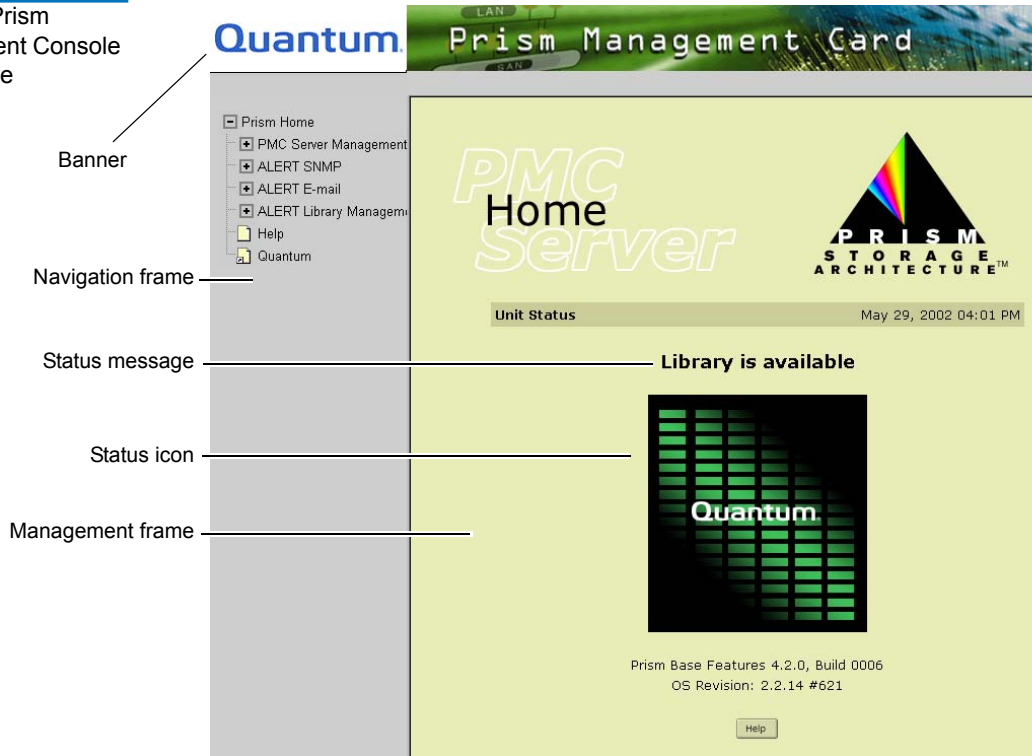 Prism
ent Console
e
Quantum
LAN
Prism Management Card
SAN
Banner
Prism Home
PMC Server Management
ALERT SNMP
ALERT E-mail
ALERT Library Managem
Help
Quantum
Navigation frame
PMC
Server
Home
PRISM
STORAGE
ARCHITECTURE™
Unit Status May 29, 2002 04:01 PM
Status message
Library is available
Status icon
Quantum
Management frame
Prism Base Features 4.2.0, Build 0006
OS Revision: 2.2.14 #621
Help